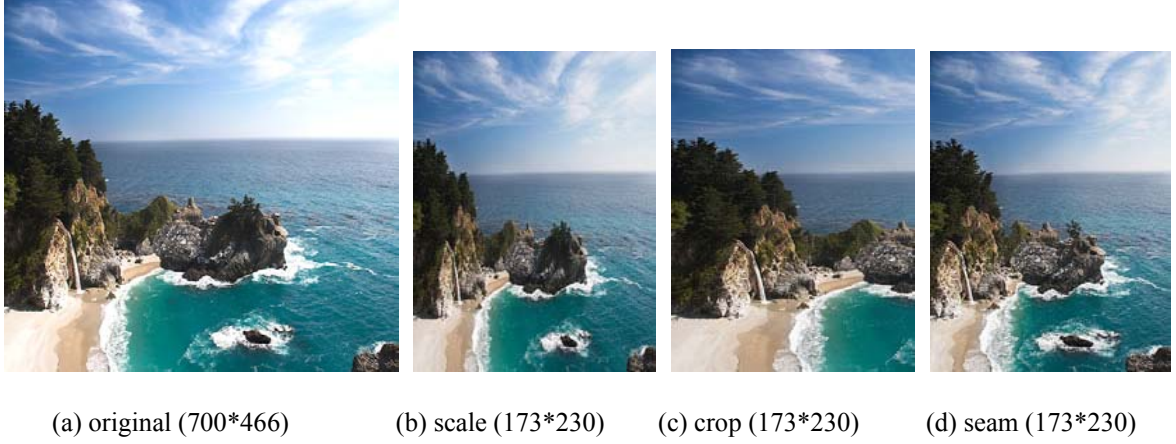 (a) original (700*466)
(b) scale (173*230)
(c) crop (173*230)
(d) seam (173*230)